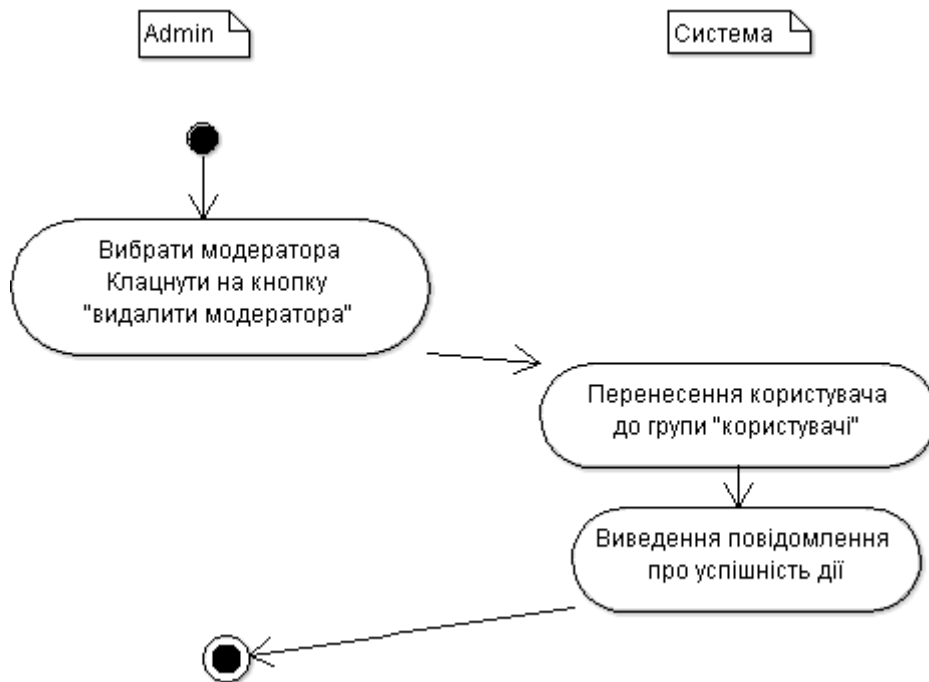 Admin
Система
Вибрати модератора
Клацнути на кнопку
"видалити модератора"
Перенесення користувача
до групи "користувачі"
Виведення повідомлення
про успішність дії